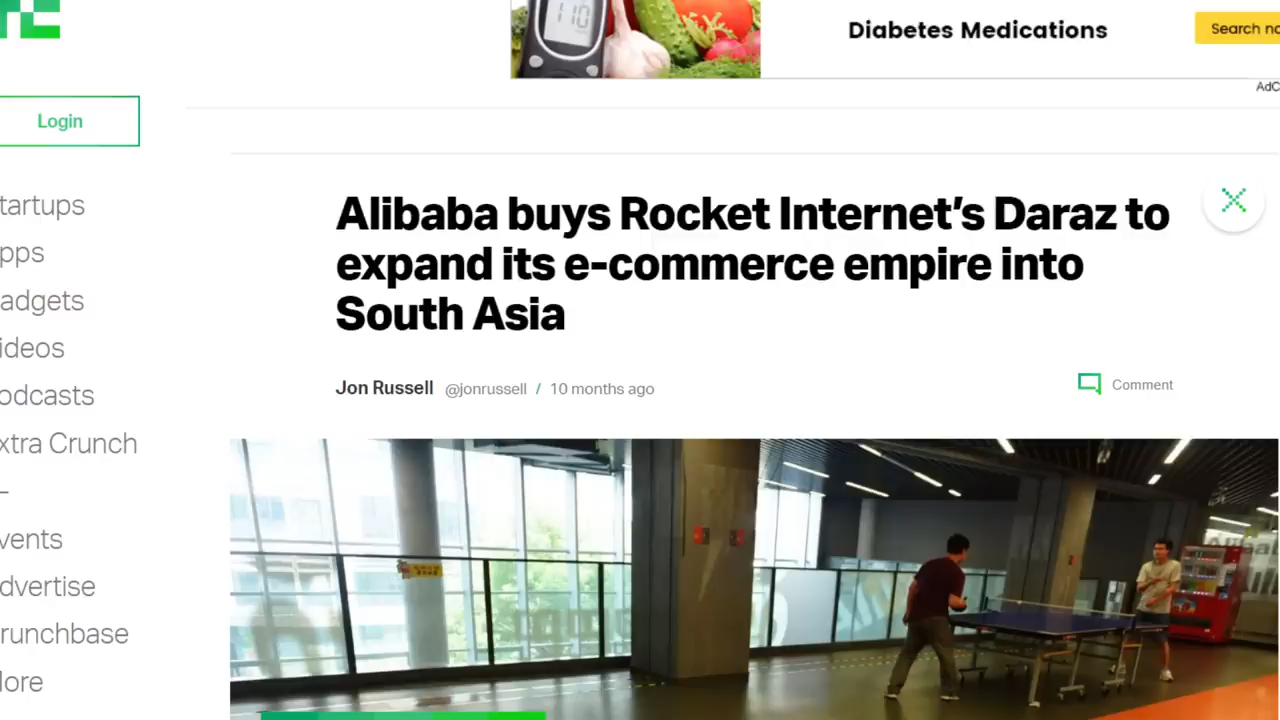 Diabetes Medications
Search no
AdC
Login
tartups
pps
adgets
ideos
odcasts
xtra Crunch
vents
dvertise
runchbase
lore
Alibaba buys Rocket Internet's Daraz to
expand its e-commerce empire into
South Asia
Jon Russell @jonrussell / 10 months ago
Comment